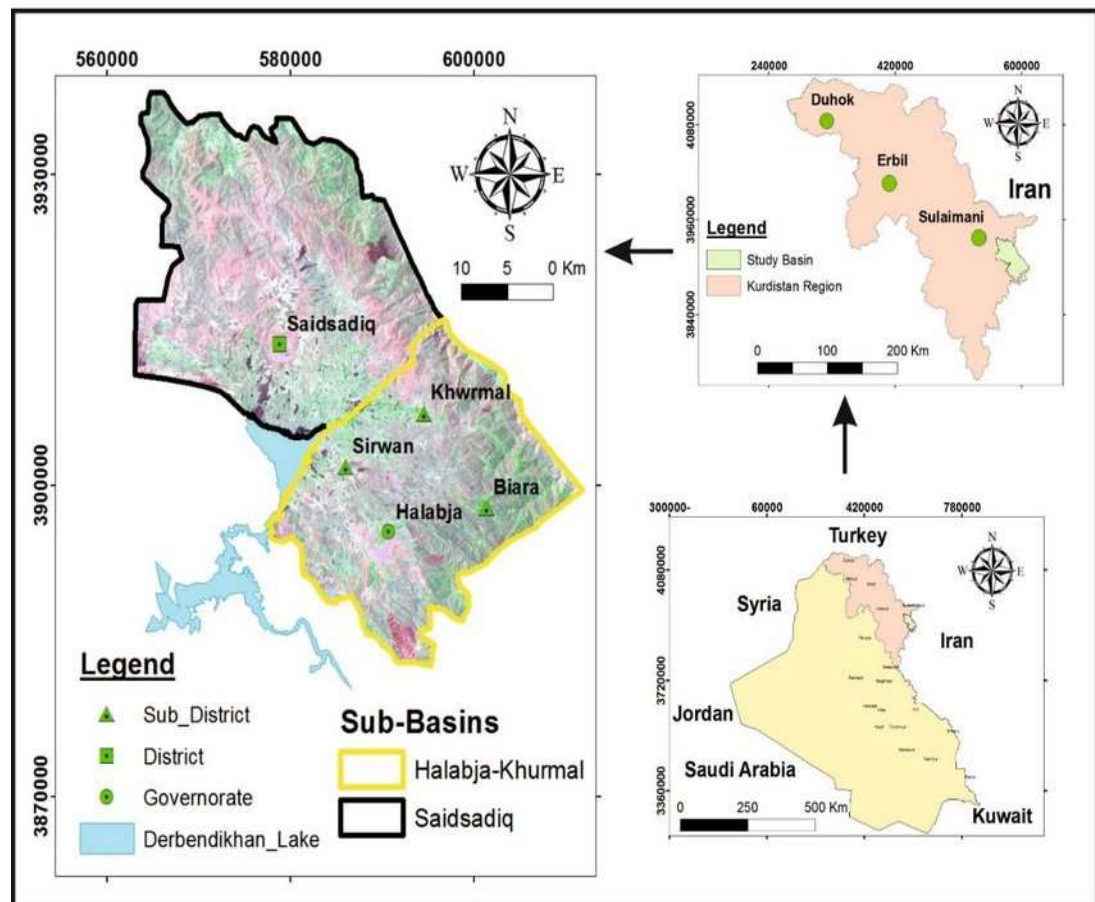 560000 580000 600000
3930000
3900000
3870000
N
W E
S
10 5 0 Km
Saidsadiq
Khwrmal
Sirwan
Biara
Halabja
Legend
Sub_District
District
Governorate
Derbendikhan_Lake
Sub-Basins
Halabja-Khurmal
Saidsadiq
240000 420000 600000
4080000
3960000
3840000
Duhok
Erbil
Sulaimani
Iran
N
W E
S
Legend
Study Basin
Kurdistan Region
0 50 100 200 Km
300000- 60000 420000 780000
4080000
3720000
3360000
Turkey
Syria
Iran
Jordan
Saudi Arabia
Kuwait
N
W E
S
0 250 500 Km